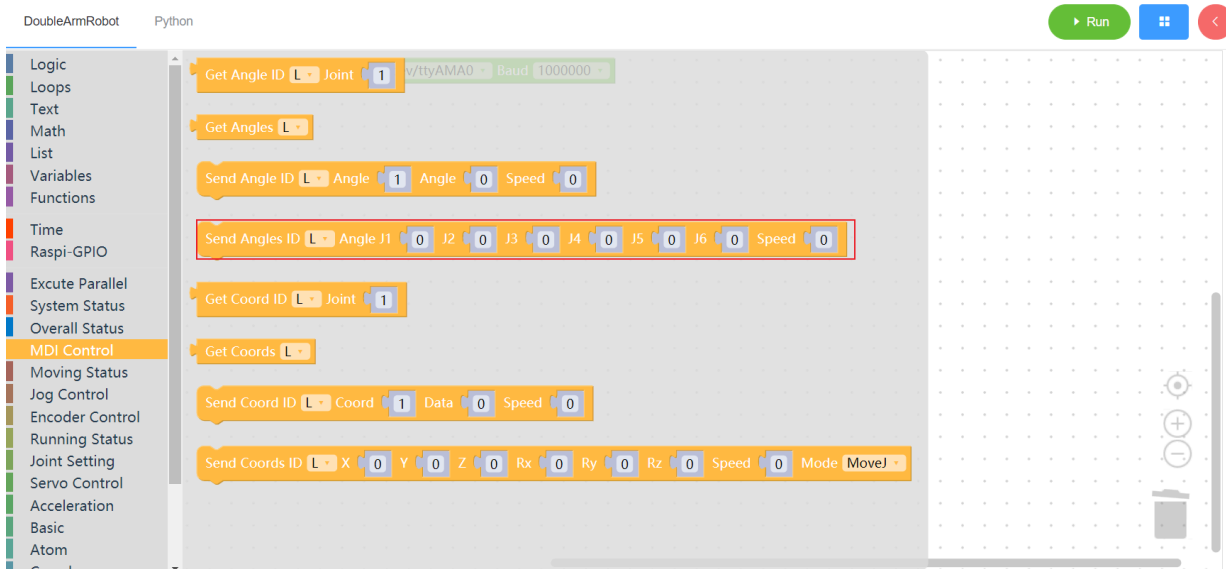 DoubleArmRobot Python Run
Logic
Loops
Text
Math
List
Variables
Functions
Time
Raspi-GPIO
Excute Parallel
System Status
Overall Status
MDI Control
Moving Status
Jog Control
Encoder Control
Running Status
Joint Setting
Servo Control
Acceleration
Basic
Atom
Get Angle ID L Joint 1
v/ttyAMA0 Baud 1000000
Get Angles L
Send Angle ID L Angle 1 Angle 0 Speed 0
Send Angles ID L Angle J1 0 J2 0 J3 0 J4 0 J5 0 J6 0 Speed 0
Get Coord ID L Joint 1
Get Coords L
Send Coord ID L Coord 1 Data 0 Speed 0
Send Coords ID L X 0 Y 0 Z 0 Rx 0 Ry 0 Rz 0 Speed 0 Mode MoveJ